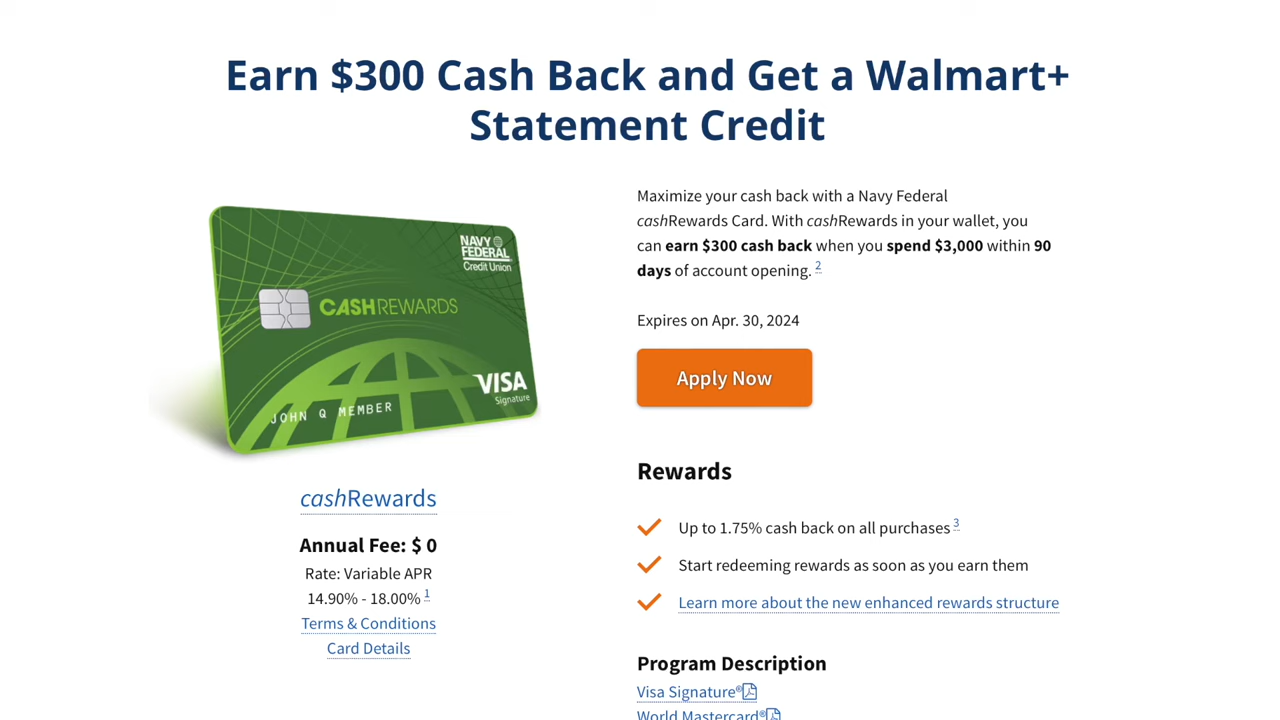 Earn $300 Cash Back and Get a Walmart+
Statement Credit
NAVY
FEDERAL
Credit Union
CASHREWARDS
VISA
Signature
JOHN Q MEMBER
cashRewards
Annual Fee: $ 0
Rate: Variable APR
14.90% - 18.00% 1
Terms & Conditions
Card Details
Maximize your cash back with a Navy Federal
cashRewards Card. With cashRewards in your wallet, you
can earn $300 cash back when you spend $3,000 within 90
days of account opening. 2
Expires on Apr. 30, 2024
Apply Now
Rewards
Up to 1.75% cash back on all purchases 3
Start redeeming rewards as soon as you earn them
Learn more about the new enhanced rewards structure
Program Description
Visa Signature®
World Mastercard®